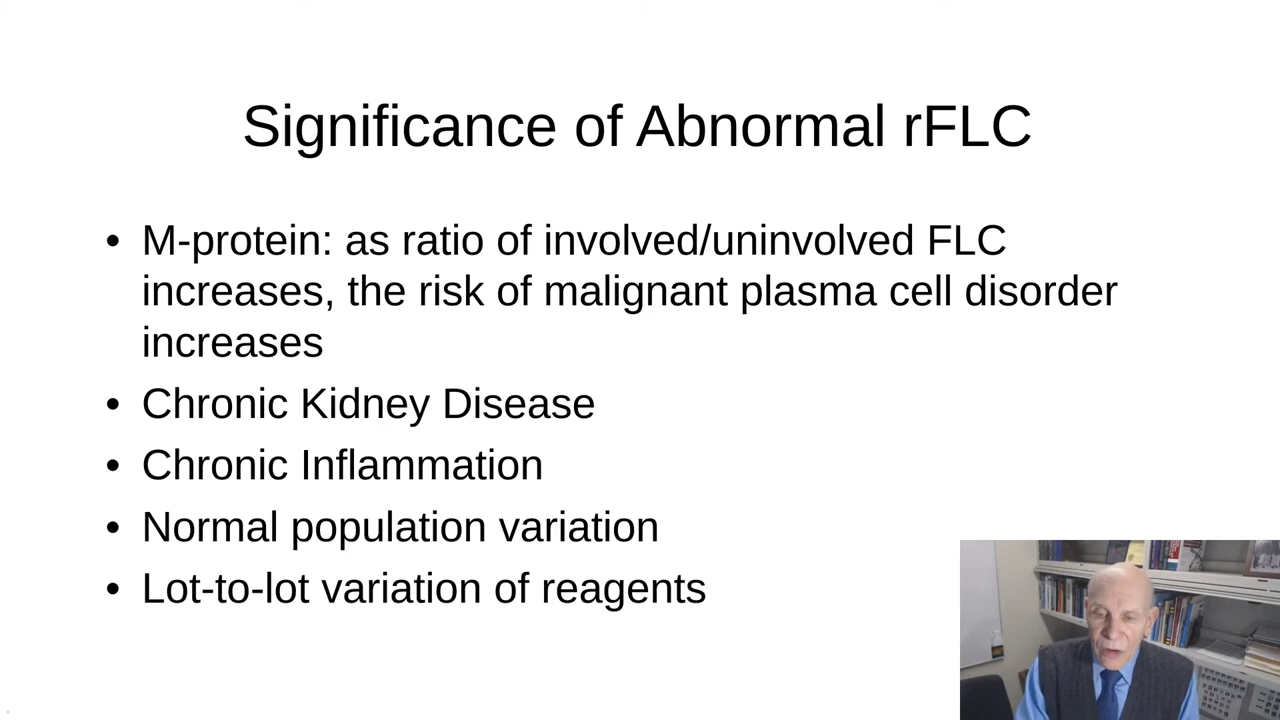 Significance of Abnormal rFLC
• M-protein: as ratio of involved/uninvolved FLC
increases, the risk of malignant plasma cell disorder
increases
• Chronic Kidney Disease
• Chronic Inflammation
• Normal population variation
• Lot-to-lot variation of reagents